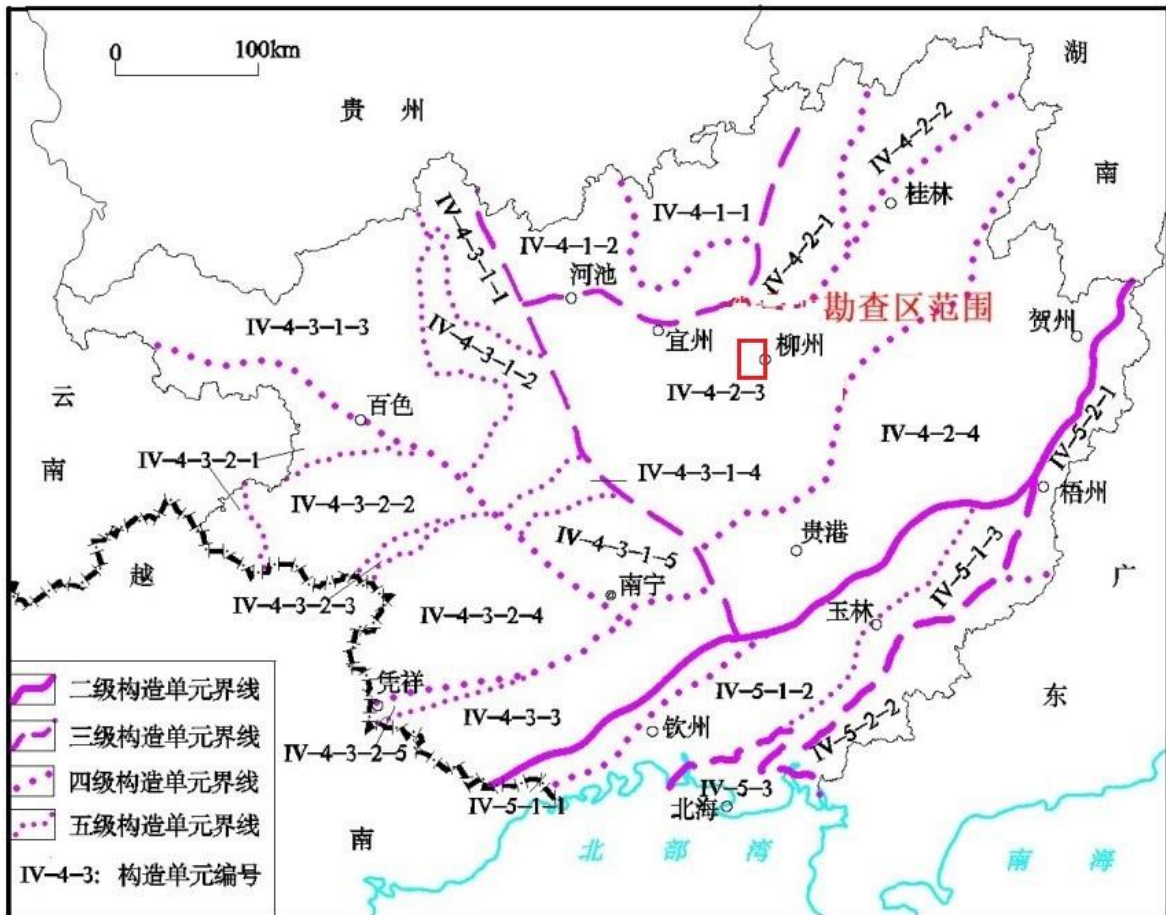 0 100km
湖
贵州
南
IV-4-2-2
桂林
IV-4-1-1
IV-4-3-1-1
IV-4-1-2
IV-4-2-1
河池
勘查区范围
贺州
IV-4-3-1-3
宜州
柳州
IV-4-3-1-2
IV-4-2-3
云
百色
IV-5-2-1
IV-4-2-4
南
IV-4-3-2-1
IV-4-3-1-4
梧州
IV-4-3-2-2
贵港
IV-4-3-1-5
IV-5-1-3
越
南宁
广
IV-4-3-2-3
IV-4-3-2-4
玉林
二级构造单元界线
凭祥
IV-5-1-2
东
IV-4-3-3
钦州
三级构造单元界线
IV-4-3-2-5
IV-5-2-2
四级构造单元界线
IV-5-3
IV-5-1-1
北海
五级构造单元界线
南
北部湾
南海
IV-4-3: 构造单元编号